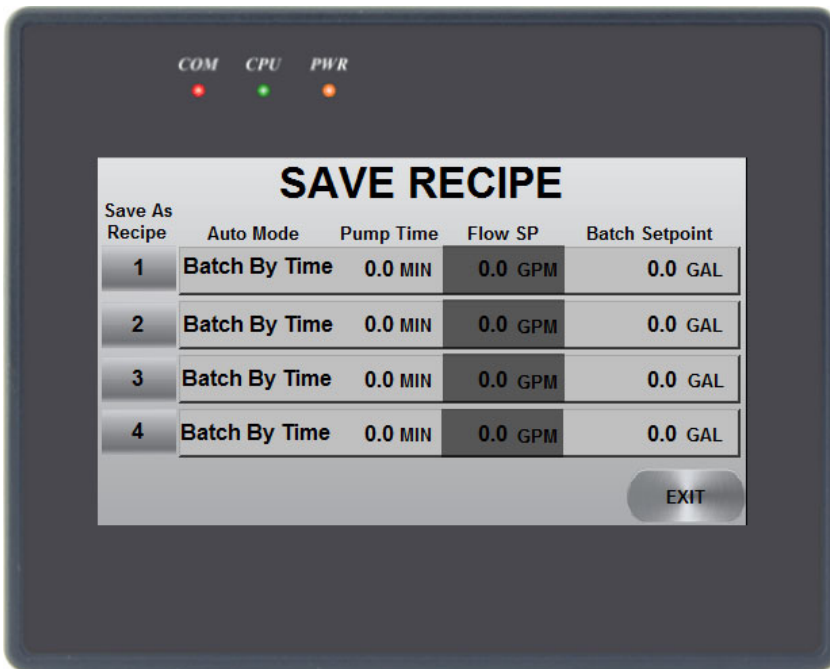 COM CPU PWR
SAVE RECIPE
Save As
Recipe Auto Mode Pump Time Flow SP Batch Setpoint
1 Batch By Time 0.0 MIN 0.0 GPM 0.0 GAL
2 Batch By Time 0.0 MIN 0.0 GPM 0.0 GAL
3 Batch By Time 0.0 MIN 0.0 GPM 0.0 GAL
4 Batch By Time 0.0 MIN 0.0 GPM 0.0 GAL
EXIT